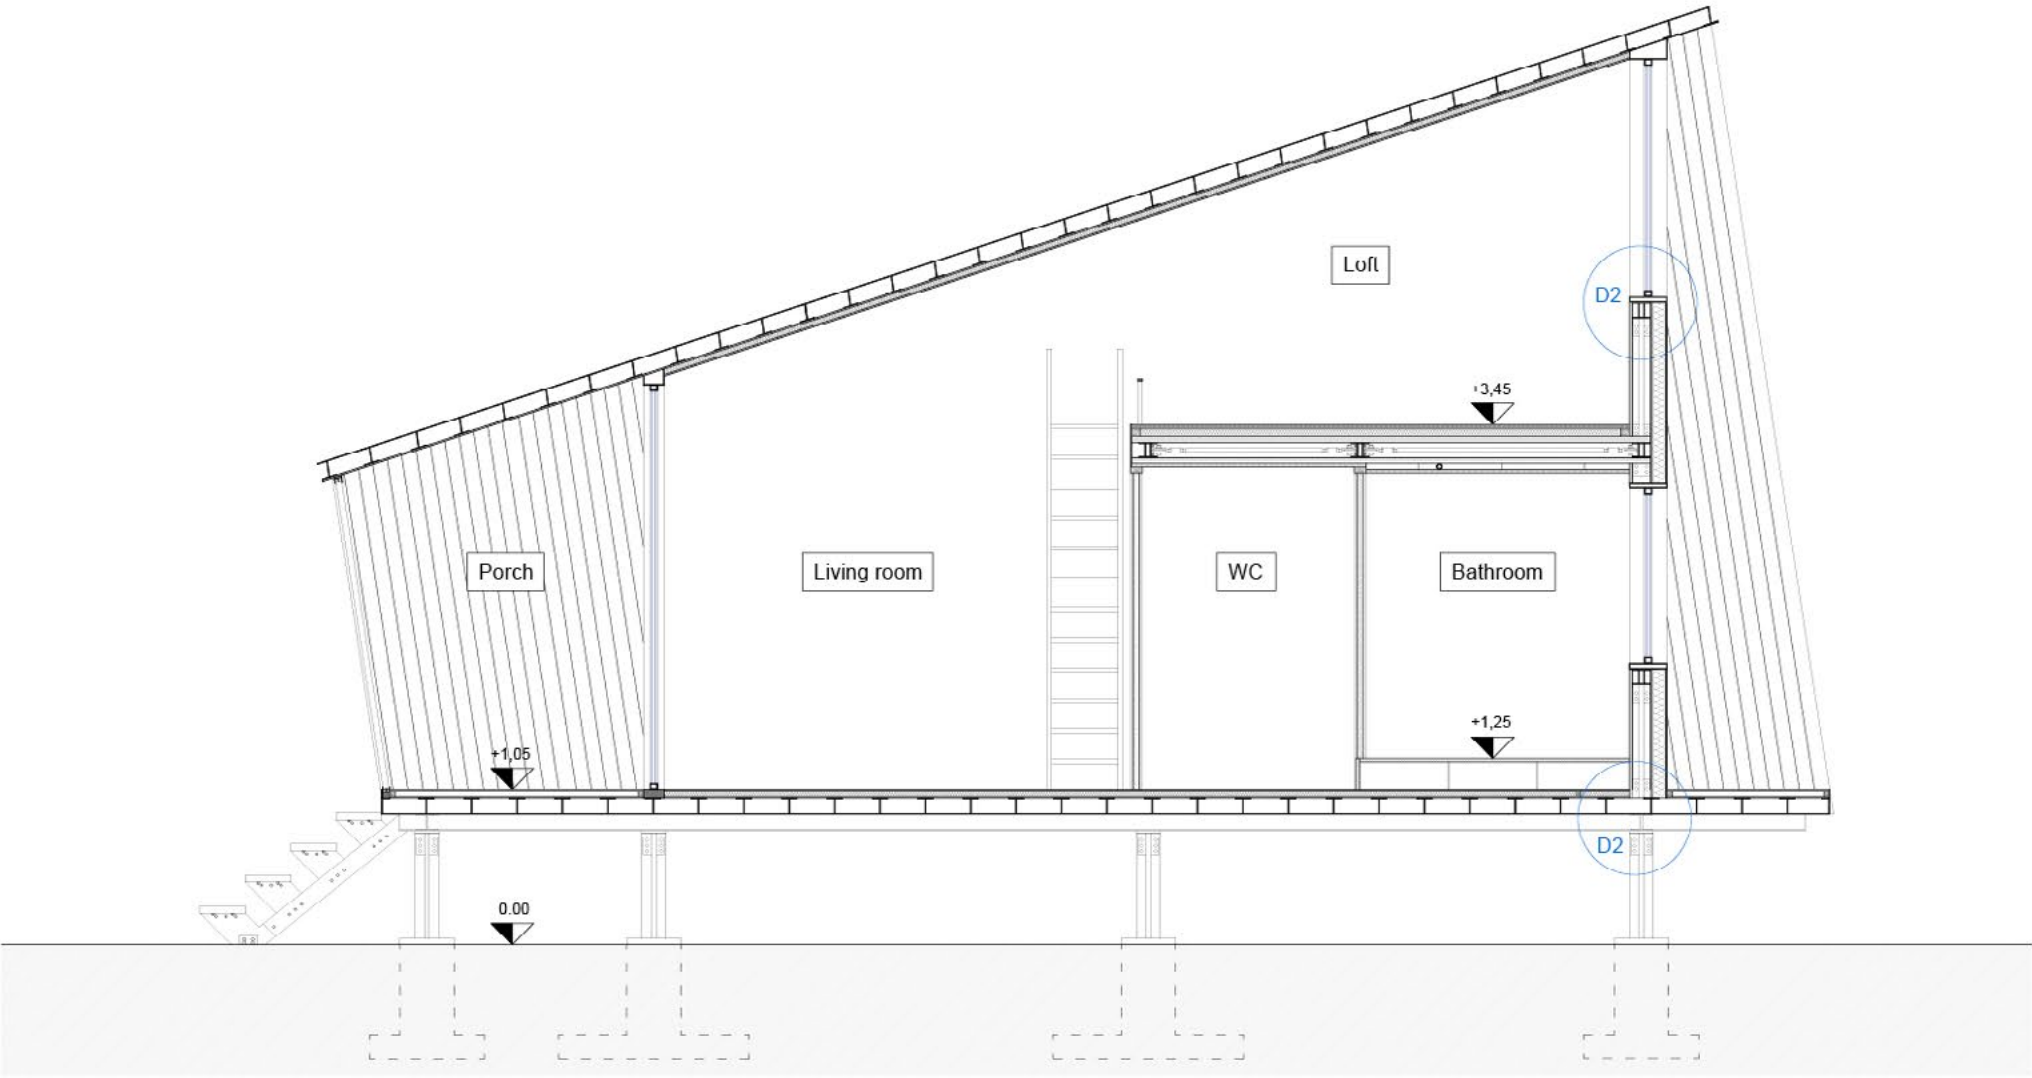 Loft
D2
+3,45
Porch
Living room
WC
Bathroom
+1,25
+1,05
D2
0.00